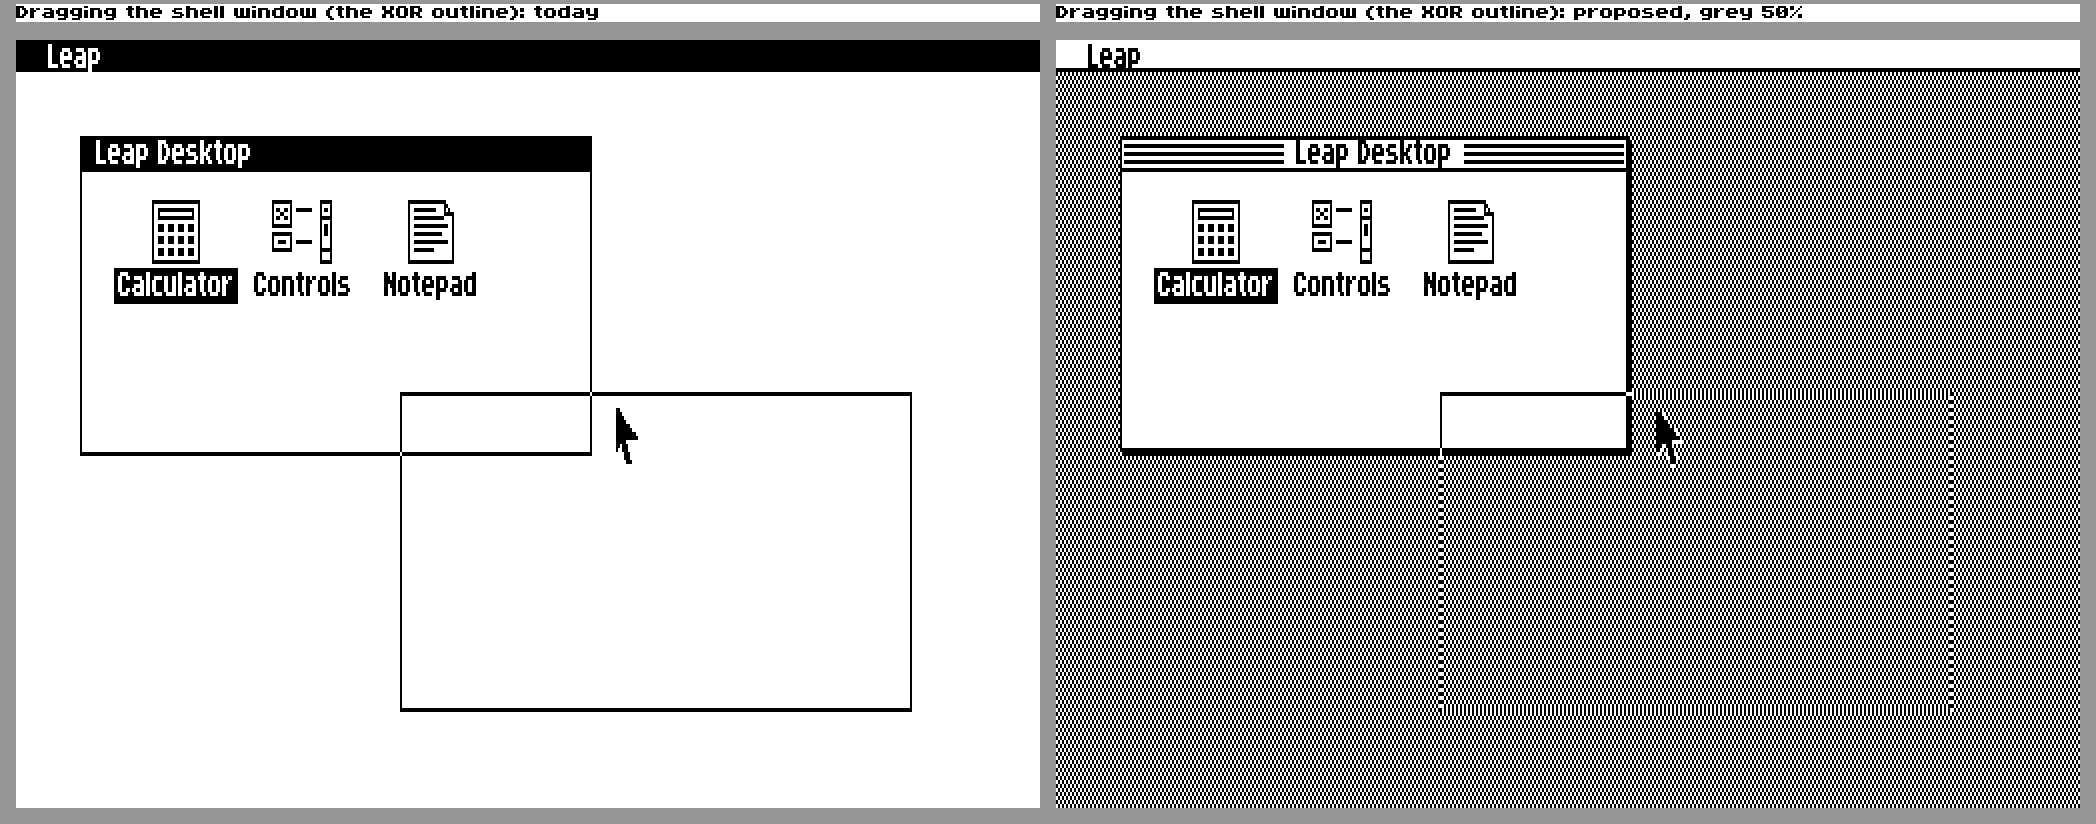 Dragging the shell window (the XOR outline): today
Leap
Leap Desktop
Calculator Controls Notepad
Dragging the shell window (the XOR outline): proposed, grey 50%
Leap
Leap Desktop
Calculator Controls Notepad